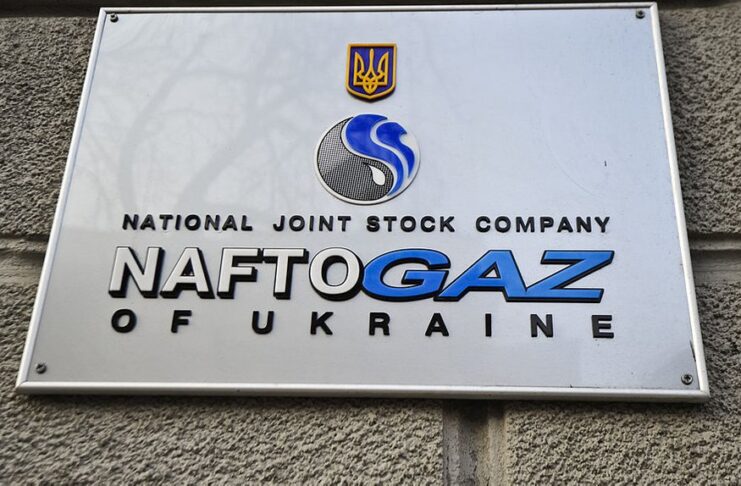 NATIONAL JOINT STOCK COMPANY
NAFTOGAZ
OF UKRAINE